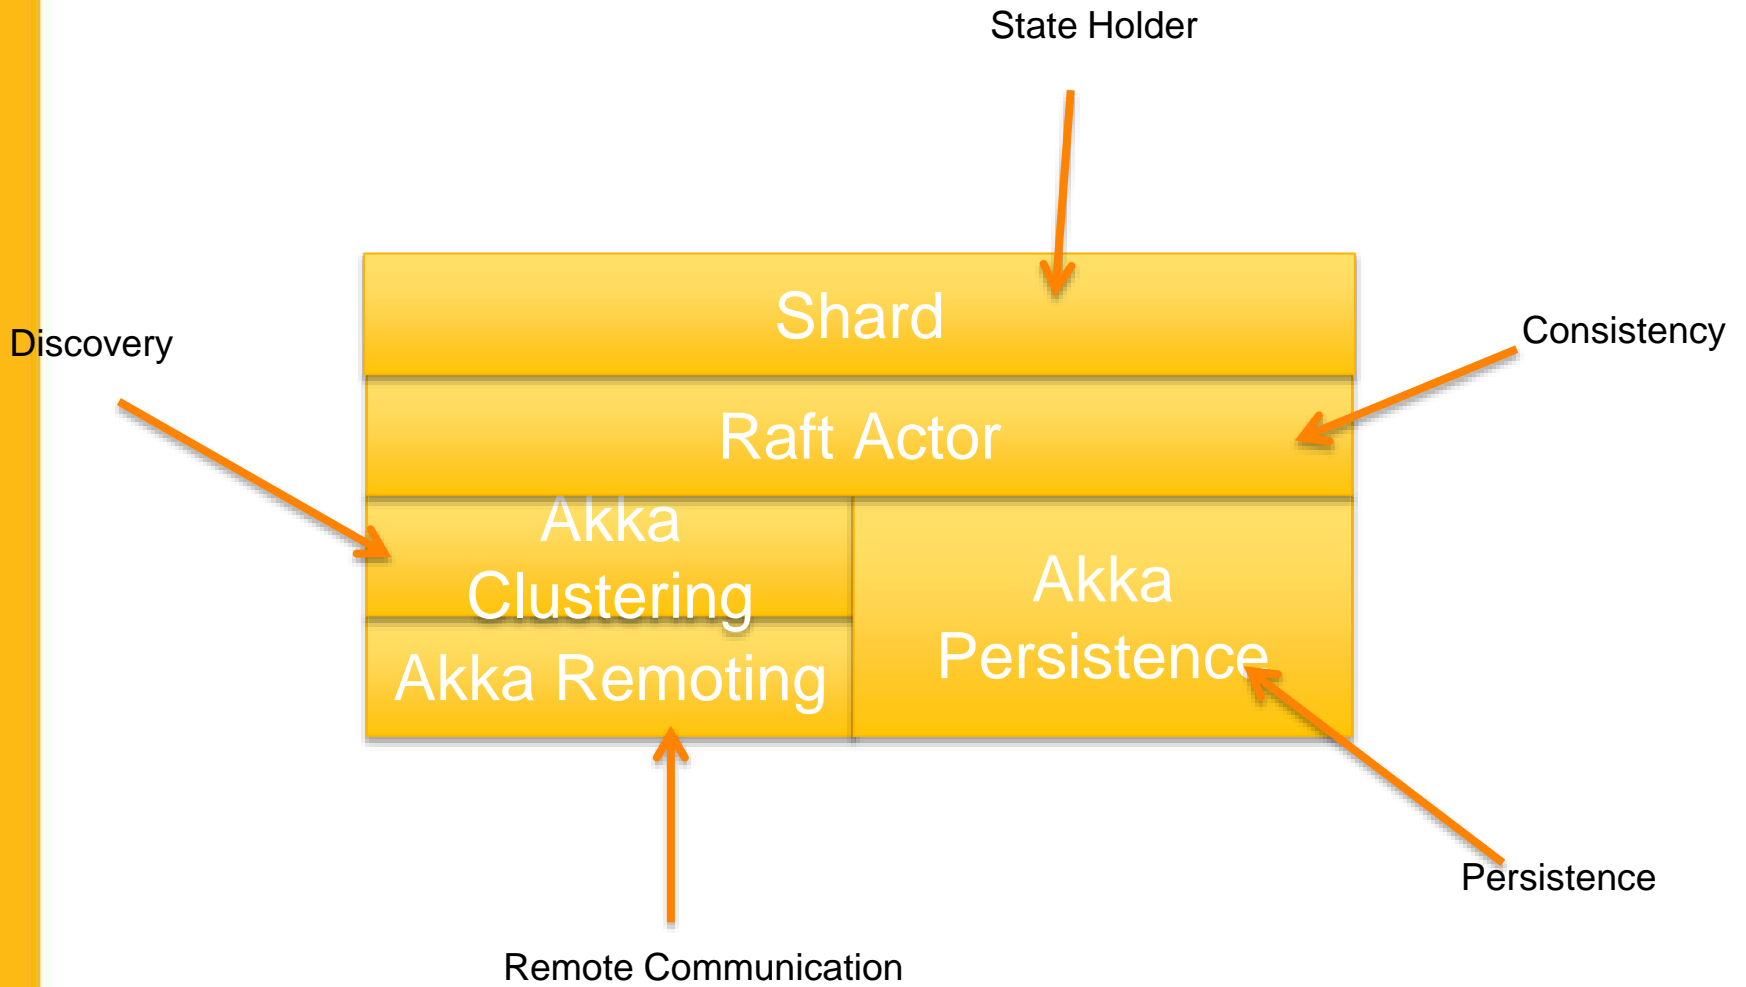 State Holder
Shard
Discovery
Consistency
Raft Actor
Akka
Clustering
Akka
Persistence
Akka Remoting
Persistence
Remote Communication